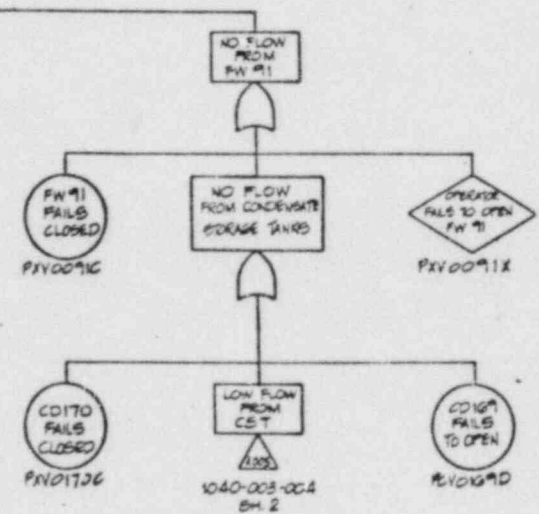 NO FLOW
FROM
FW 91
FW 91
FAILS
CLOSED
PXV0091C
NO FLOW
FROM CONDENSATE
STORAGE TANKS
OPERATOR
FAILS TO OPEN
FW 91
PXV0091X
CD170
FAILS
CLOSED
LOW FLOW
FROM
CST
1040-003-004
SH. 2
CD169
FAILS
TO OPEN